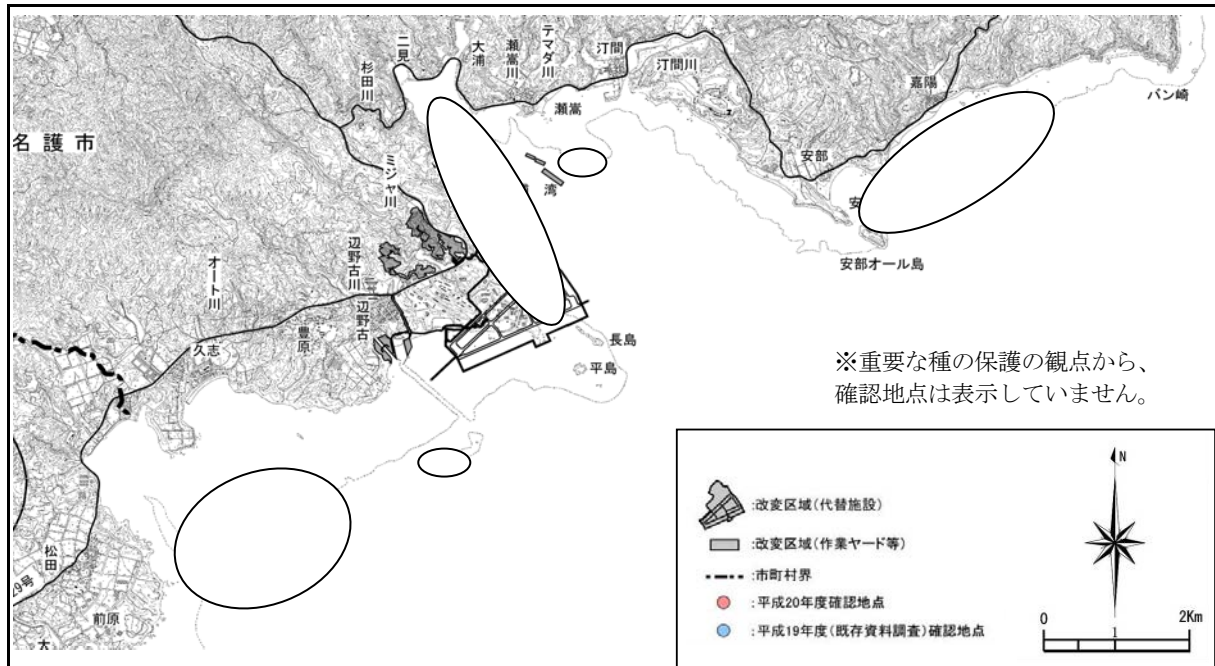 二見
大浦
瀬嵩川
テマダ川
汀間
汀間川
杉田川
瀬嵩
嘉陽
バン崎
名護市
安部
ミジャ川
湾
安
安部オール島
辺野古川
辺野古
オート川
豊原
久志
長島
平島
※重要な種の保護の観点から、
確認地点は表示していません。
N
:改変区域(代替施設)
:改変区域(作業ヤード等)
:市町村界
:平成20年度確認地点
:平成19年度(既存資料調査)確認地点
0 1 2Km
松田
29号
前原
大